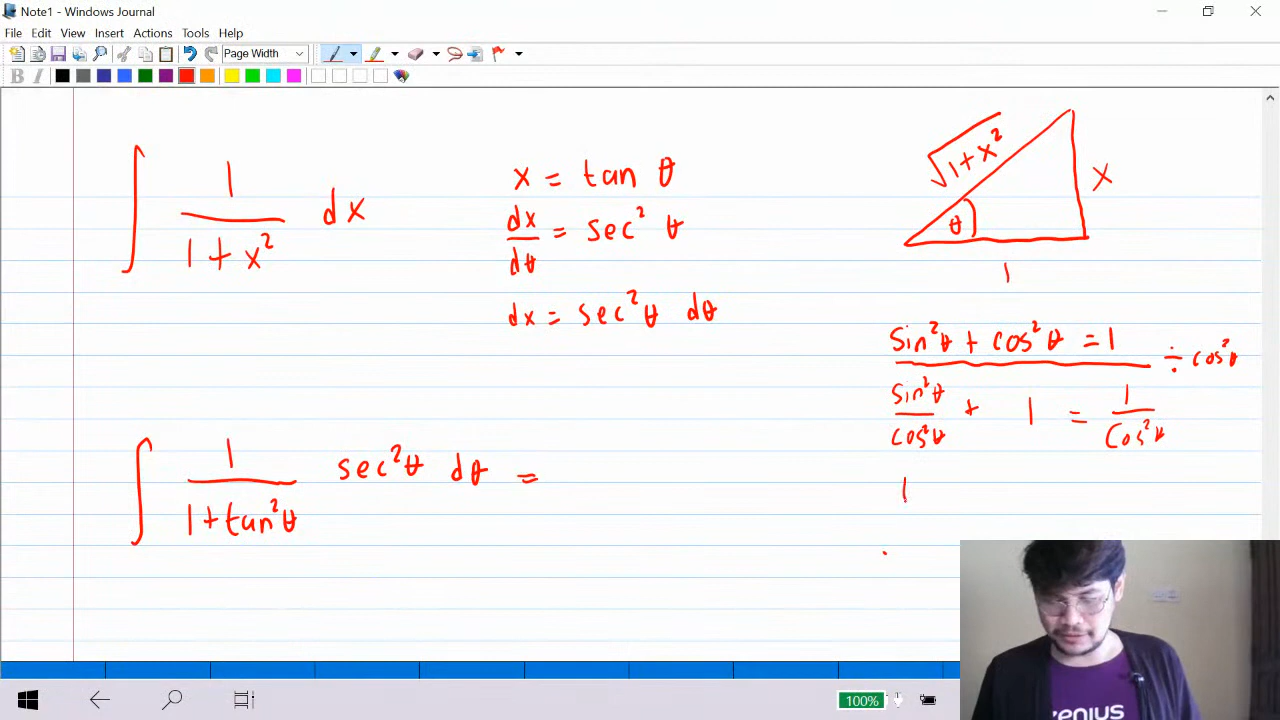 Note1 - Windows Journal
File Edit View Insert Actions Tools Help
Page Width
B I
∫ 1/(1 + x²) dx
x = tan θ
dx/dθ = sec² θ
dx = sec²θ dθ
√1+x²
x
θ
1
sin²θ + cos²θ = 1 ÷ cos²θ
sin²θ/cos²θ + 1 = 1/cos²θ
1
∫ 1/(1+tan²θ) sec²θ dθ =
100%
enius